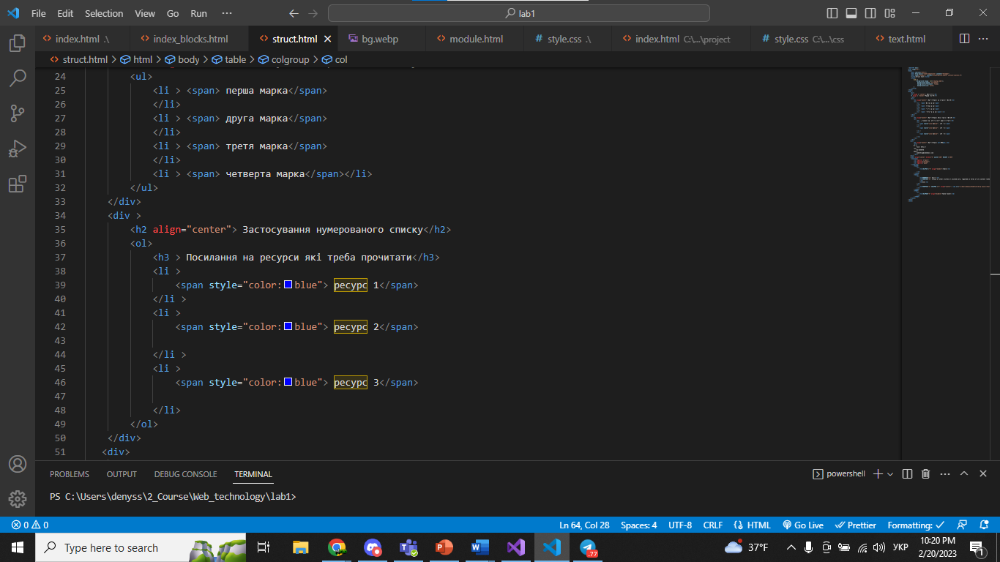 File Edit Selection View Go Run ··· lab1
index.html .\ index_blocks.html struct.html bg.webp module.html style.css .\ index.html C:\...\project style.css C:\...\css text.html
struct.html > html > body > table > colgroup > col
24 <ul>
25 <li > <span> перша марка</span>
26 </li>
27 <li > <span> друга марка</span>
28 </li>
29 <li > <span> третя марка</span>
30 </li>
31 <li > <span> четверта марка</span></li>
32 </ul>
33 </div>
34 <div >
35 <h2 align="center"> Застосування нумерованого списку</h2>
36 <ol>
37 <h3 > Посилання на ресурси які треба прочитати</h3>
38 <li >
39 <span style="color:blue"> ресурс 1</span>
40 </li >
41 <li >
42 <span style="color:blue"> ресурс 2</span>
43
44 </li >
45 <li >
46 <span style="color:blue"> ресурс 3</span>
47
48 </li>
49 </ol>
50 </div>
51 <div>
PROBLEMS OUTPUT DEBUG CONSOLE TERMINAL powershell
PS C:\Users\denyss\2_Course\Web_technology\lab1>
0 0 Ln 64, Col 28 Spaces: 4 UTF-8 CRLF HTML Go Live Prettier Formatting:
Type here to search 77 37°F УКР 10:20 PM
2/20/2023 1